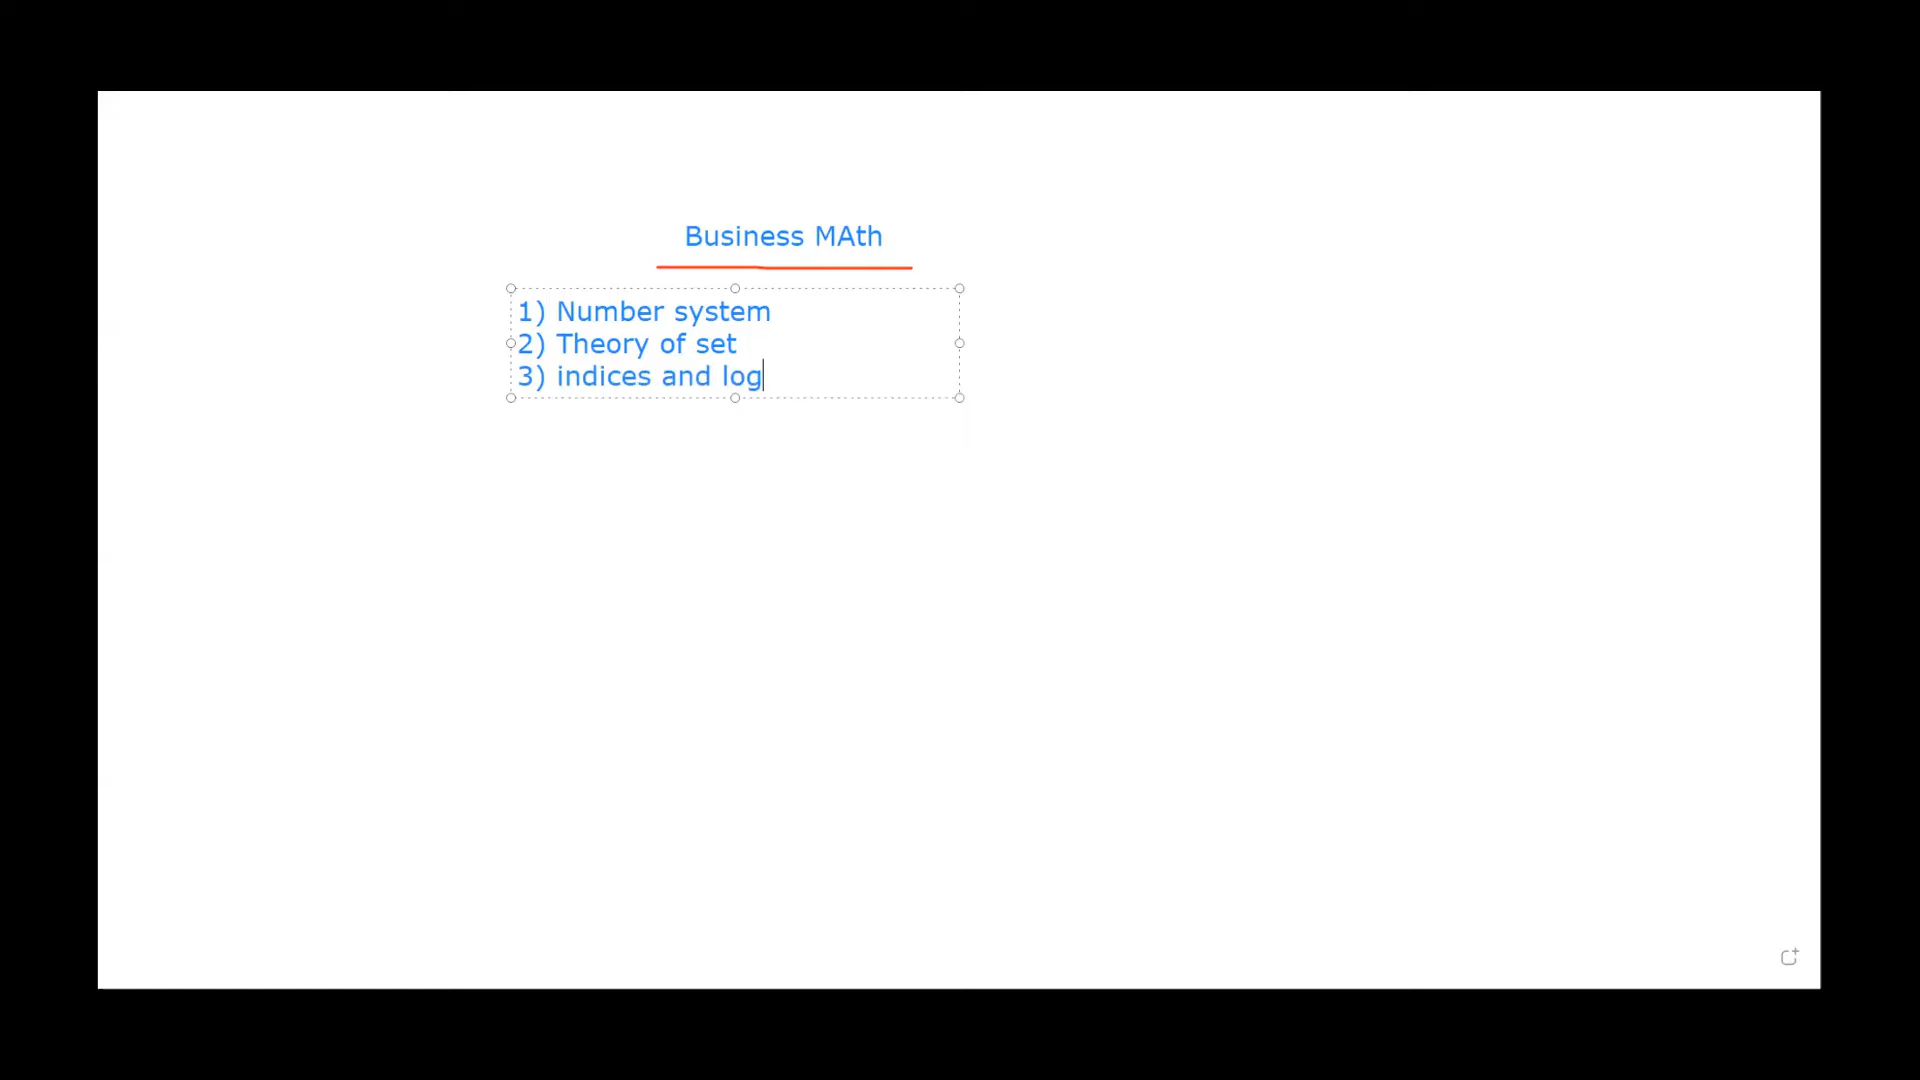 Business MAth
1) Number system
2) Theory of set
3) indices and log